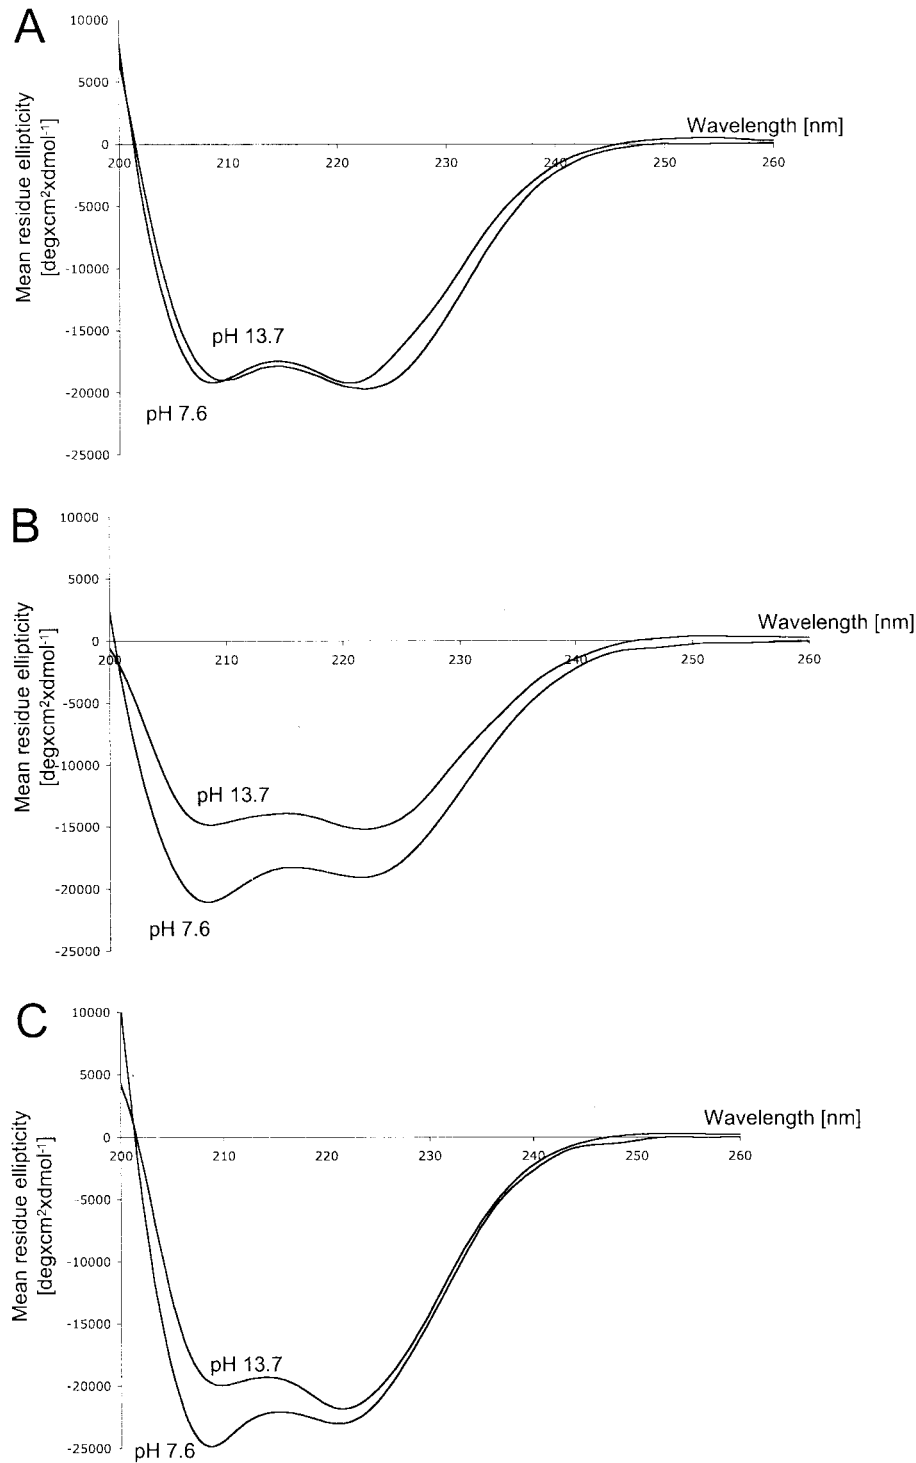 A
10000
5000
0
-5000
-10000
-15000
-20000
-25000
Mean residue ellipticity
[degxcm²xdmol⁻¹]
Wavelength [nm]
200 210 220 230 240 250 260
pH 13.7
pH 7.6
B
10000
5000
0
-5000
-10000
-15000
-20000
-25000
Mean residue ellipticity
[degxcm²xdmol⁻¹]
Wavelength [nm]
200 210 220 230 240 250 260
pH 13.7
pH 7.6
C
10000
5000
0
-5000
-10000
-15000
-20000
-25000
Mean residue ellipticity
[degxcm²xdmol⁻¹]
Wavelength [nm]
200 210 220 230 240 250 260
pH 13.7
pH 7.6